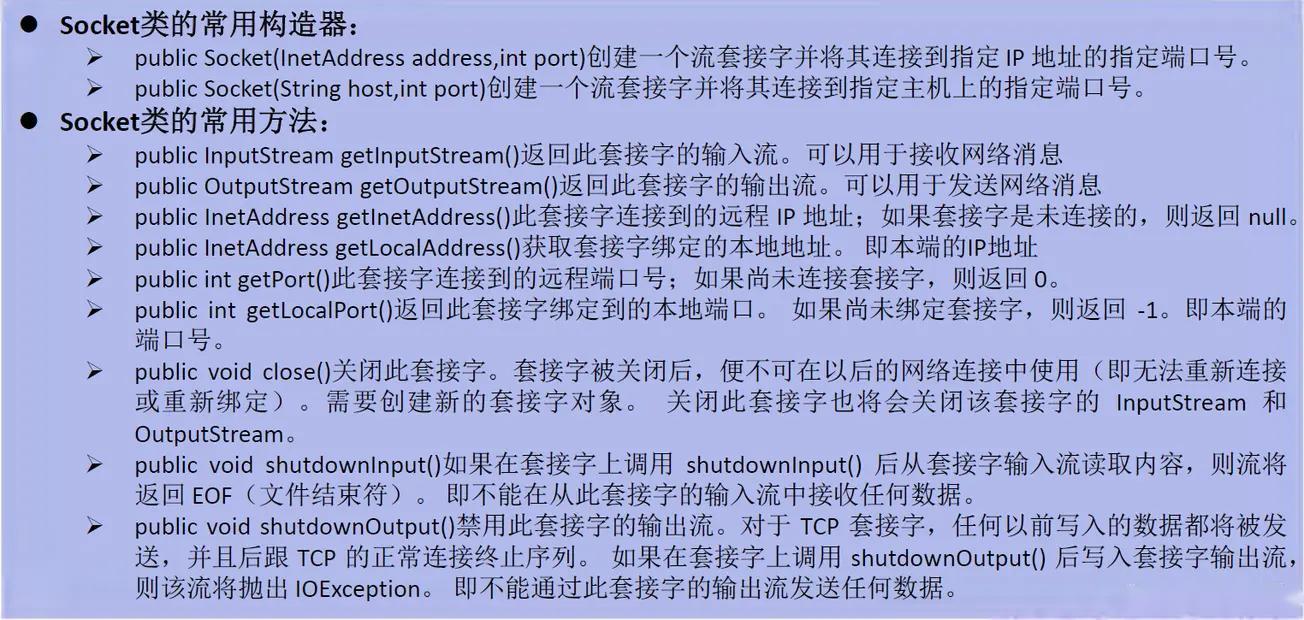 ● Socket类的常用构造器：
➢ public Socket(InetAddress address,int port)创建一个流套接字并将其连接到指定 IP 地址的指定端口号。
➢ public Socket(String host,int port)创建一个流套接字并将其连接到指定主机上的指定端口号。
● Socket类的常用方法：
➢ public InputStream getInputStream()返回此套接字的输入流。可以用于接收网络消息
➢ public OutputStream getOutputStream()返回此套接字的输出流。可以用于发送网络消息
➢ public InetAddress getInetAddress()此套接字连接到的远程 IP 地址；如果套接字是未连接的，则返回 null。
➢ public InetAddress getLocalAddress()获取套接字绑定的本地地址。 即本端的IP地址
➢ public int getPort()此套接字连接到的远程端口号；如果尚未连接套接字，则返回 0。
➢ public int getLocalPort()返回此套接字绑定到的本地端口。 如果尚未绑定套接字，则返回 -1。即本端的
端口号。
➢ public void close()关闭此套接字。套接字被关闭后，便不可在以后的网络连接中使用（即无法重新连接
或重新绑定）。需要创建新的套接字对象。 关闭此套接字也将会关闭该套接字的 InputStream 和
OutputStream。
➢ public void shutdownInput()如果在套接字上调用 shutdownInput() 后从套接字输入流读取内容，则流将
返回 EOF（文件结束符）。 即不能在从此套接字的输入流中接收任何数据。
➢ public void shutdownOutput()禁用此套接字的输出流。对于 TCP 套接字，任何以前写入的数据都将被发
送，并且后跟 TCP 的正常连接终止序列。 如果在套接字上调用 shutdownOutput() 后写入套接字输出流，
则该流将抛出 IOException。 即不能通过此套接字的输出流发送任何数据。